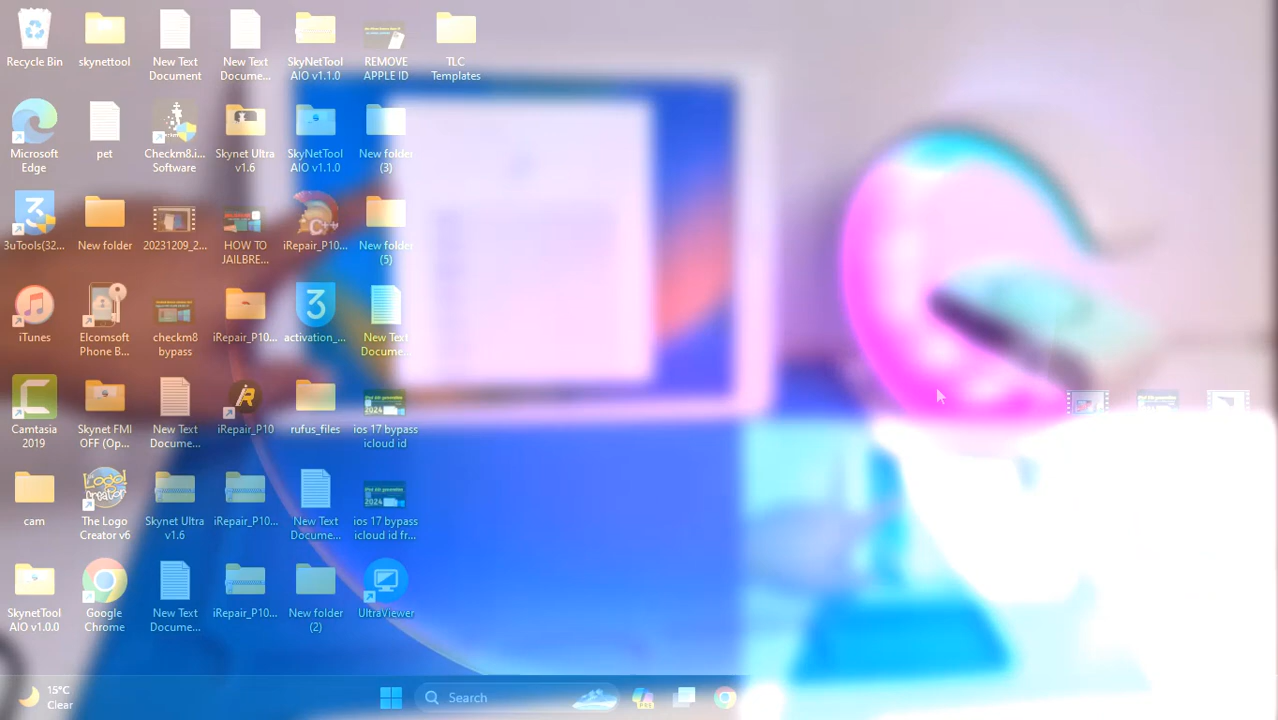 Recycle Bin
skynettool
New Text
Document
New Text
Docume...
SkyNetTool
AIO v1.1.0
REMOVE
APPLE ID
TLC
Templates
Microsoft
Edge
pet
Checkm8.i...
Software
Skynet Ultra
v1.6
SkyNetTool
AIO v1.1.0
New folder
(3)
3uTools(32...
New folder
20231209_2...
HOW TO
JAILBRE...
iRepair_P10...
New folder
(5)
iTunes
Elcomsoft
Phone B...
checkm8
bypass
iRepair_P10...
activation_...
New Text
Docume...
Camtasia
2019
Skynet FMI
OFF (Op...
New Text
Docume...
iRepair_P10
rufus_files
ios 17 bypass
icloud id
cam
The Logo
Creator v6
Skynet Ultra
v1.6
iRepair_P10...
New Text
Docume...
ios 17 bypass
icloud id fr...
SkynetTool
AIO v1.0.0
Google
Chrome
New Text
Docume...
iRepair_P10...
New folder
(2)
UltraViewer
15°C
Clear
Search